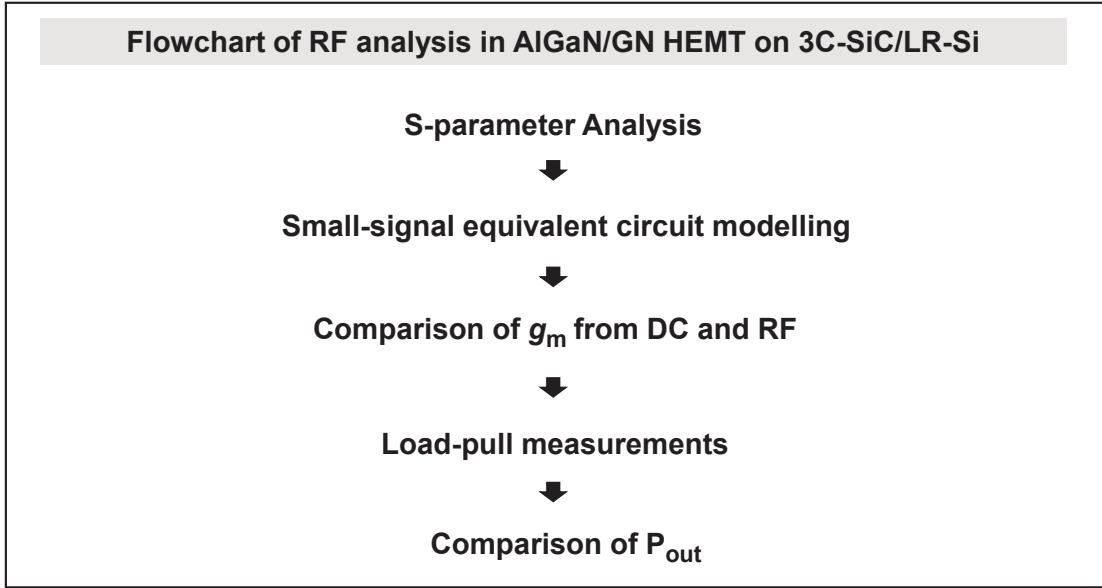 Flowchart of RF analysis in AlGaN/GN HEMT on 3C-SiC/LR-Si
S-parameter Analysis
Small-signal equivalent circuit modelling
Comparison of gm from DC and RF
Load-pull measurements
Comparison of Pout